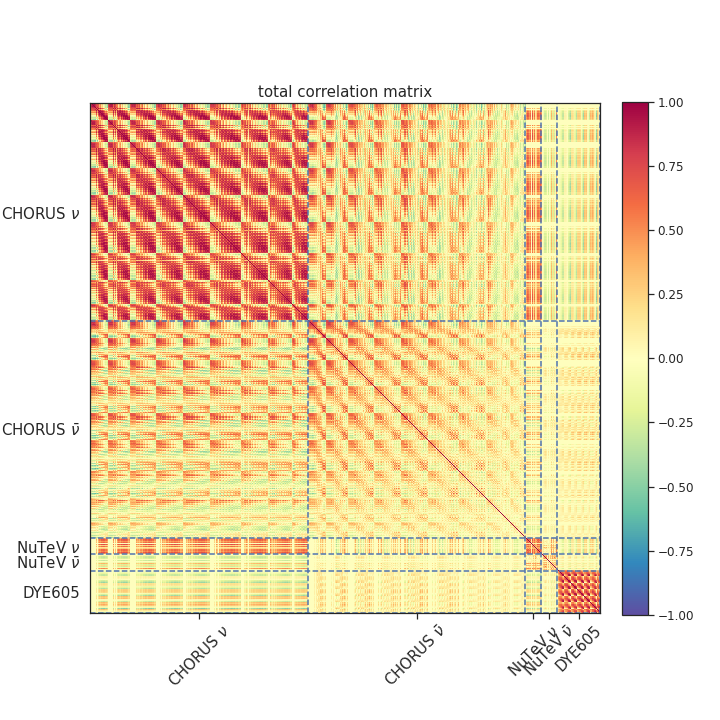 total correlation matrix
CHORUS ν
CHORUS ν̄
NuTeV ν
NuTeV ν̄
DYE605
CHORUS ν
CHORUS ν̄
NuTeV ν
NuTeV ν̄
DYE605
1.00
0.75
0.50
0.25
0.00
−0.25
−0.50
−0.75
−1.00